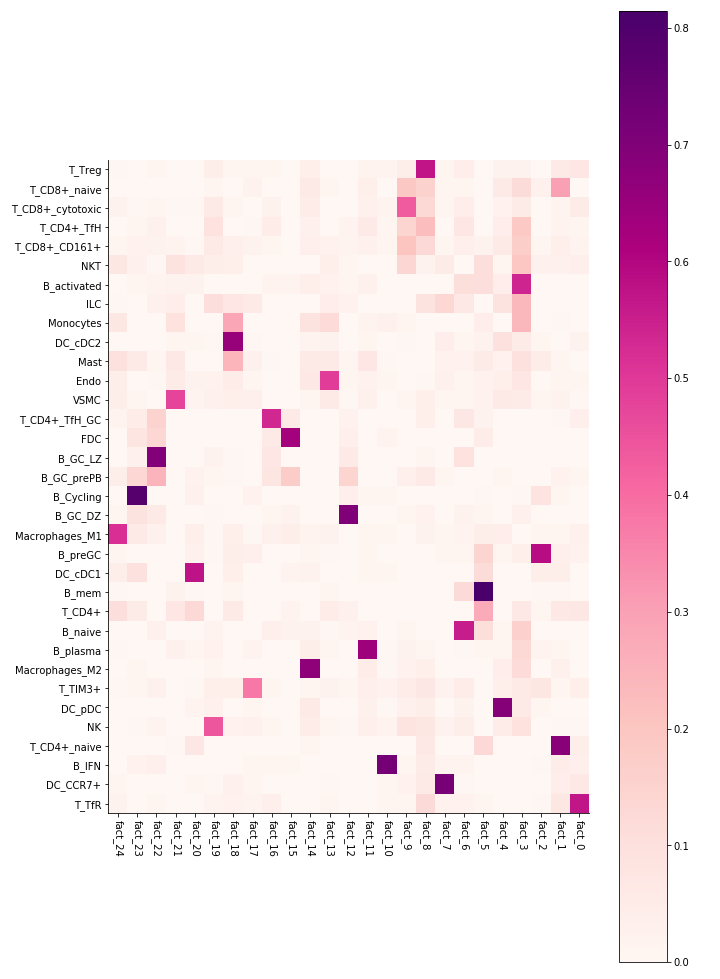 T_Treg
T_CD8+_naive
T_CD8+_cytotoxic
T_CD4+_TfH
T_CD8+_CD161+
NKT
B_activated
ILC
Monocytes
DC_cDC2
Mast
Endo
VSMC
T_CD4+_TfH_GC
FDC
B_GC_LZ
B_GC_prePB
B_Cycling
B_GC_DZ
Macrophages_M1
B_preGC
DC_cDC1
B_mem
T_CD4+
B_naive
B_plasma
Macrophages_M2
T_TIM3+
DC_pDC
NK
T_CD4+_naive
B_IFN
DC_CCR7+
T_TfR
fact_24
fact_23
fact_22
fact_21
fact_20
fact_19
fact_18
fact_17
fact_16
fact_15
fact_14
fact_13
fact_12
fact_11
fact_10
fact_9
fact_8
fact_7
fact_6
fact_5
fact_4
fact_3
fact_2
fact_1
fact_0
0.8
0.7
0.6
0.5
0.4
0.3
0.2
0.1
0.0